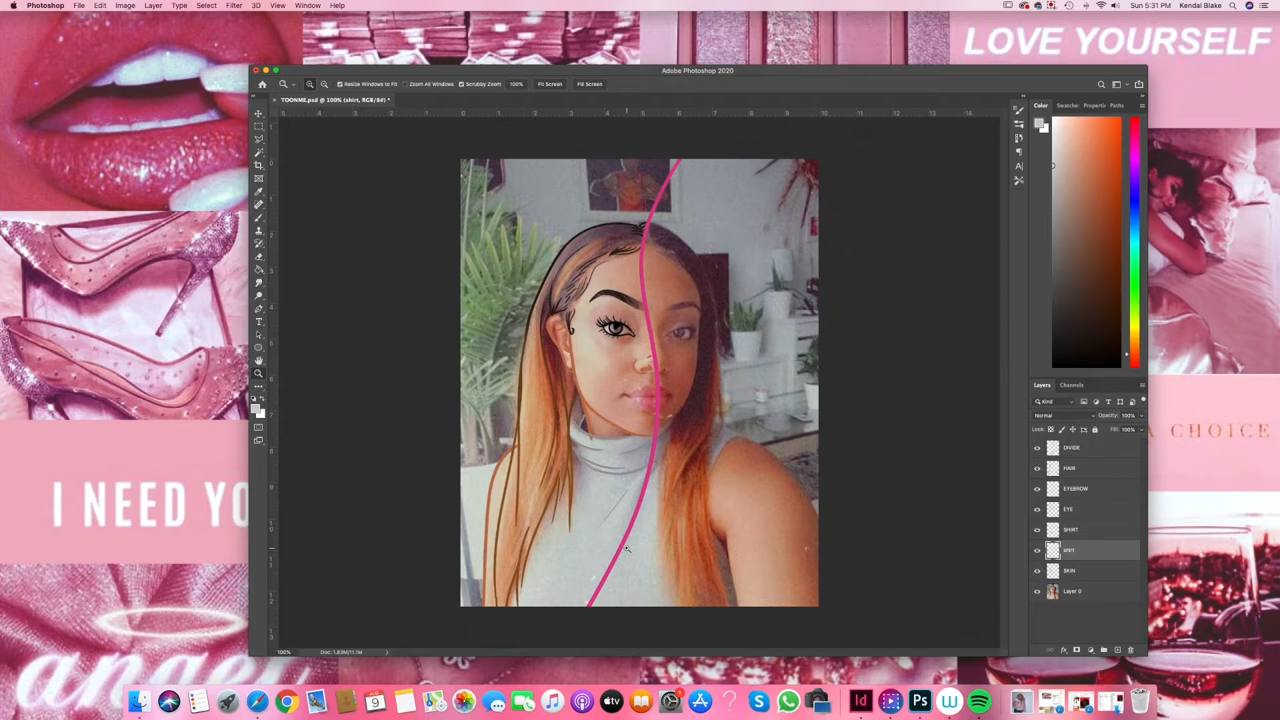 Photoshop File Edit Image Layer Type Select Filter 3D View Window Help
Sun 5:31 PM Kendal Blake
LOVE YOURSELF
Adobe Photoshop 2020
Resize Windows to Fit Zoom All Windows Scrubby Zoom 100% Fit Screen Fill Screen
TOONME.psd @ 100% (shirt, RGB/8#) *
Color Swatche Properti Paths
Layers Channels
Kind
Normal Opacity: 100%
Lock: Fill: 100%
DIVIDE
HAIR
EYEBROW
EYE
SHIRT
shirt
SKIN
Layer 0
A CHOICE
I NEED YO
angel
100% Doc: 1.83M/11.1M